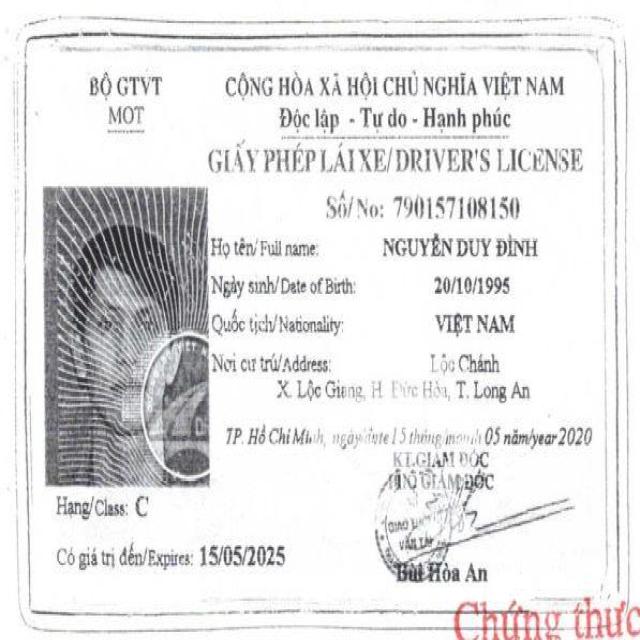 BỘ GTVT
MOT
CỘNG HÒA XÃ HỘI CHỦ NGHĨA VIỆT NAM
Độc lập - Tự do - Hạnh phúc
GIẤY PHÉP LÁI XE/DRIVER'S LICENSE
Số/No: 790157108150
Họ tên/Full name: NGUYỄN DUY ĐÌNH
Ngày sinh/Date of Birth: 20/10/1995
Quốc tịch/Nationality: VIỆT NAM
Nơi cư trú/Address: Lộc Chánh
X. Lộc Giang, H. Đức Hòa, T. Long An
TP. Hồ Chí Minh, ngày/date 15 tháng/month 05 năm/year 2020
KT.GIÁM ĐỐC
PHÓ GIÁM ĐỐC
GIAO
VẬN TẢI
Bùi Hòa An
Hạng/Class: C
Có giá trị đến/Expires: 15/05/2025
Chứng thực